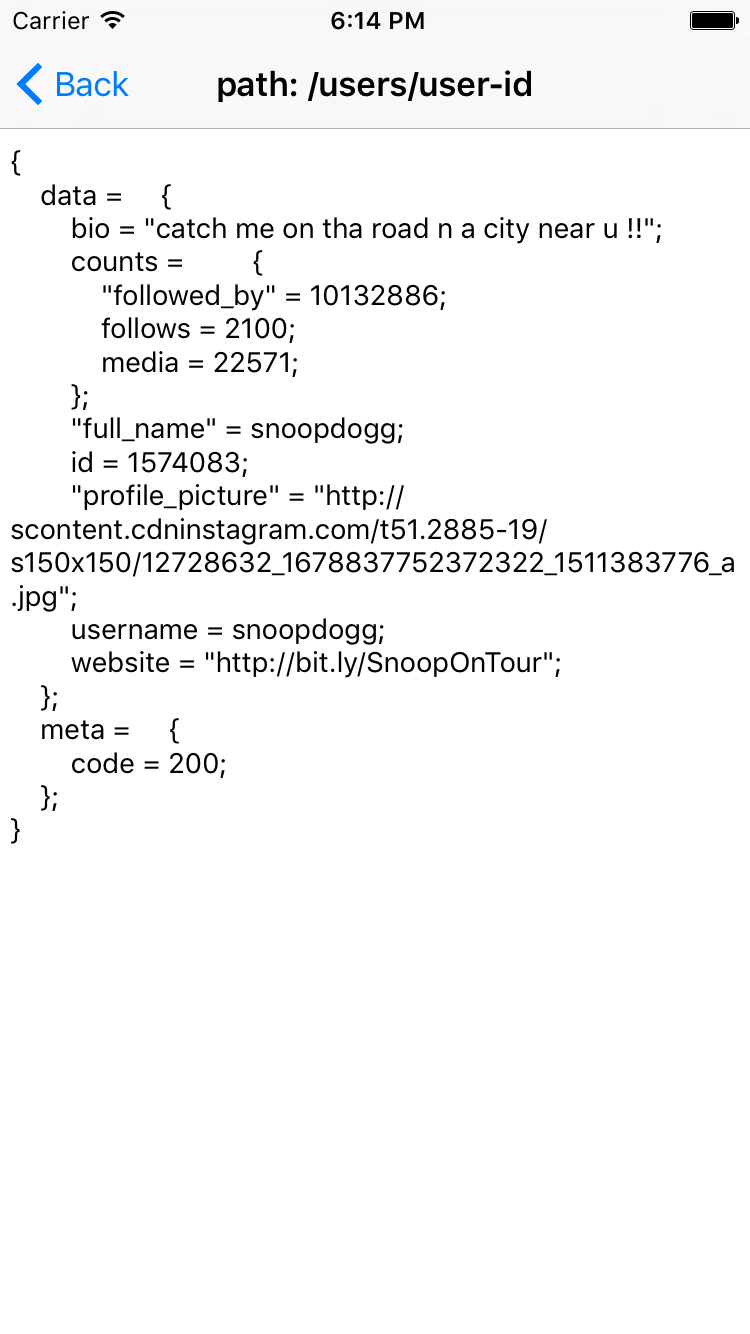 Carrier 6:14 PM
Back path: /users/user-id
{
    data =     {
        bio = "catch me on tha road n a city near u !!";
        counts =         {
            "followed_by" = 10132886;
            follows = 2100;
            media = 22571;
        };
        "full_name" = snoopdogg;
        id = 1574083;
        "profile_picture" = "http://
scontent.cdninstagram.com/t51.2885-19/
s150x150/12728632_1678837752372322_1511383776_a
.jpg";
        username = snoopdogg;
        website = "http://bit.ly/SnoopOnTour";
    };
    meta =     {
        code = 200;
    };
}